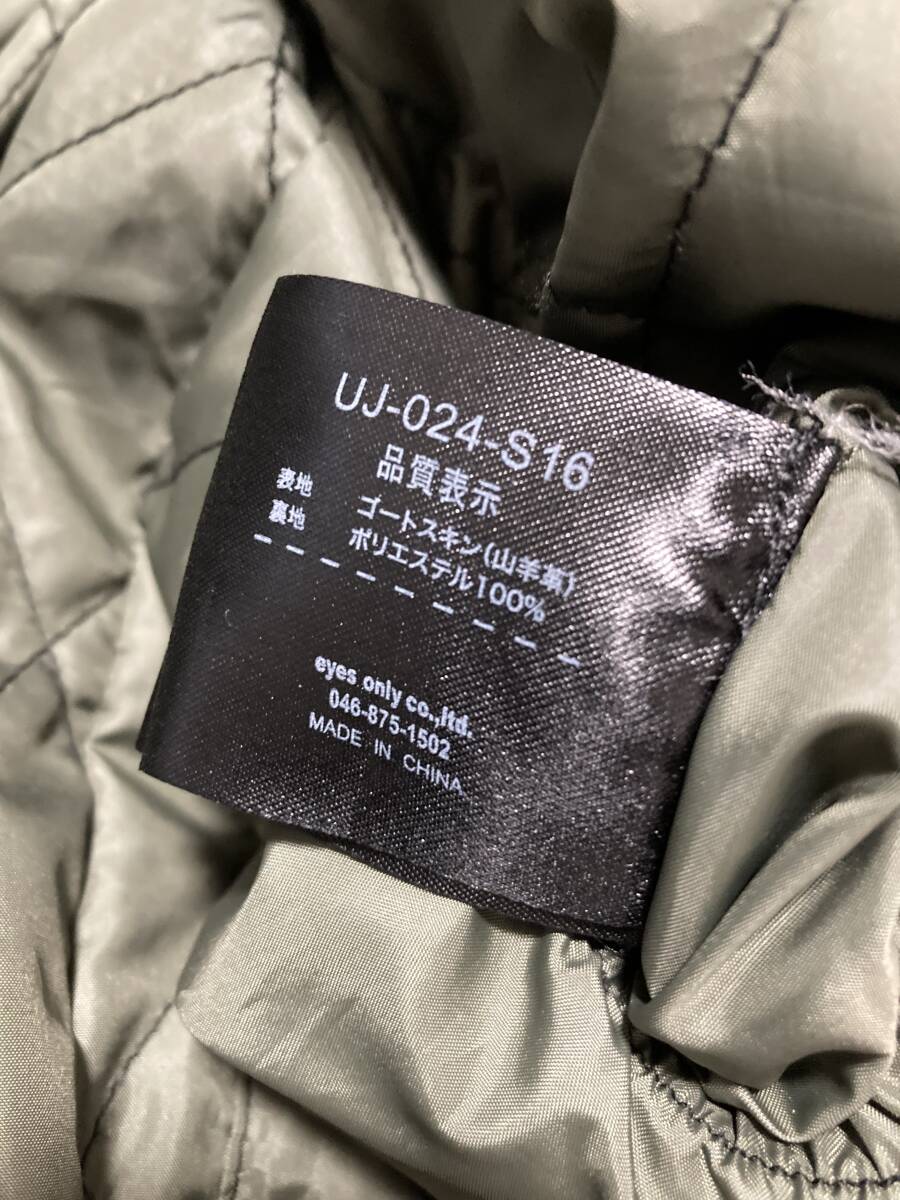 UJ-024-S16
品質表示
表地 ゴートスキン(山羊革)
裏地 ポリエステル100%
eyes only co.,ltd.
046-875-1502
MADE IN CHINA